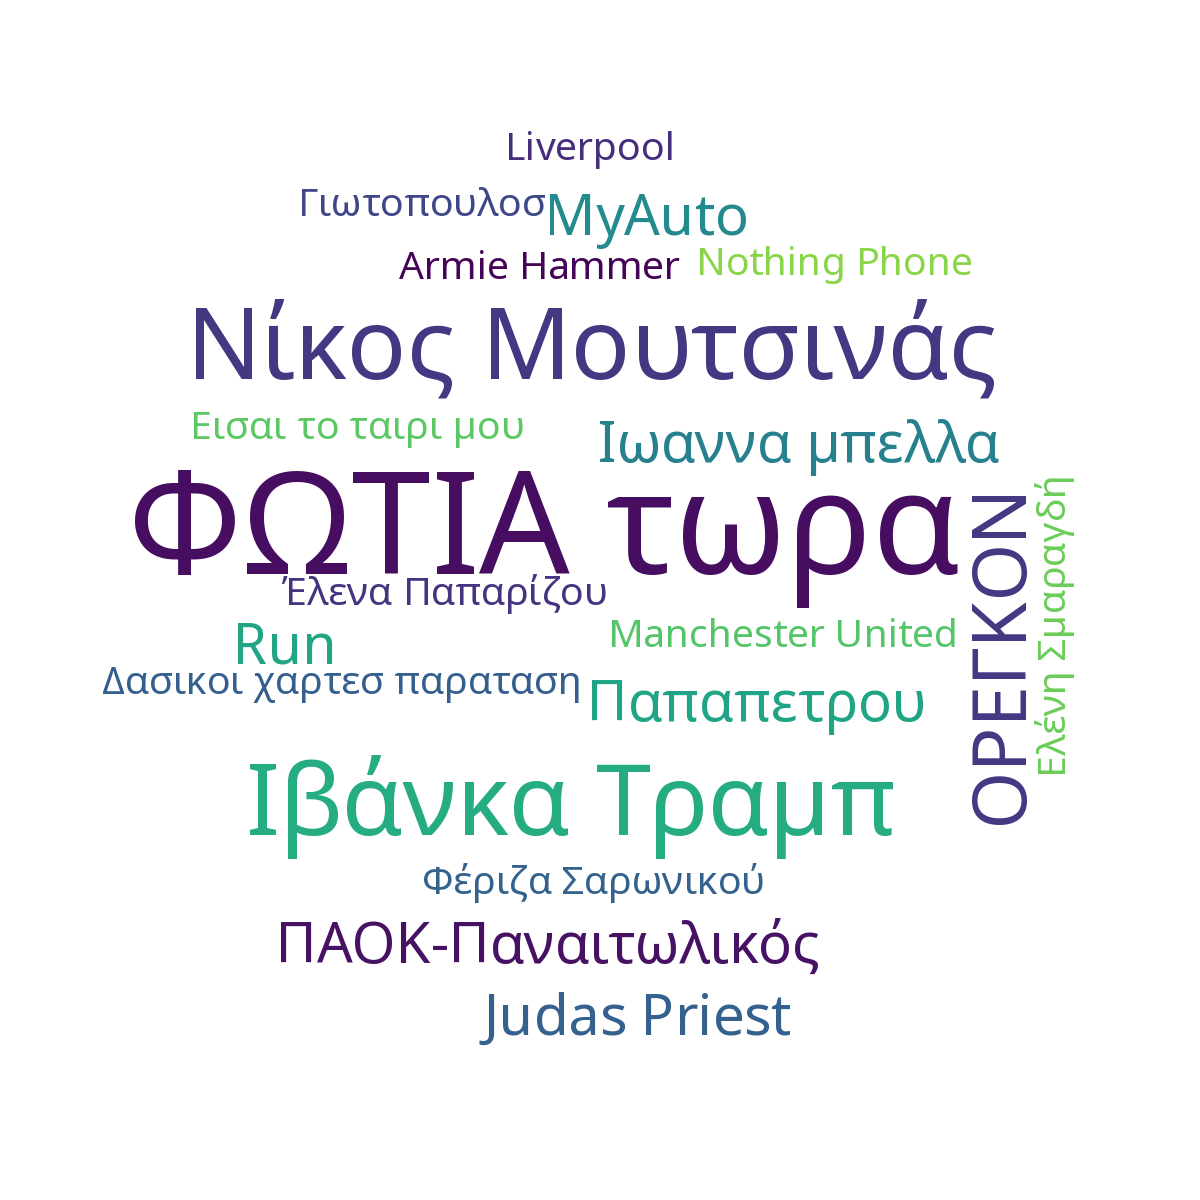 Liverpool
Γιωτοπουλοσ
MyAuto
Armie Hammer
Nothing Phone
Νίκος Μουτσινάς
Εισαι το ταιρι μου
Ιωαννα μπελλα
ΦΩΤΙΑ τωρα
ΟΡΕΓΚΟΝ
Ελένη Σμαραγδή
Έλενα Παπαρίζου
Run
Manchester United
Δασικοι χαρτεσ παραταση
Παπαπετρου
Ιβάνκα Τραμπ
Φέριζα Σαρωνικού
ΠΑΟΚ-Παναιτωλικός
Judas Priest